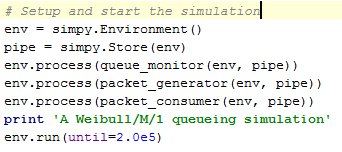 # Setup and start the simulation
env = simpy.Environment()
pipe = simpy.Store(env)
env.process(queue_monitor(env, pipe))
env.process(packet_generator(env, pipe))
env.process(packet_consumer(env, pipe))
print 'A Weibull/M/1 queueing simulation'
env.run(until=2.0e5)